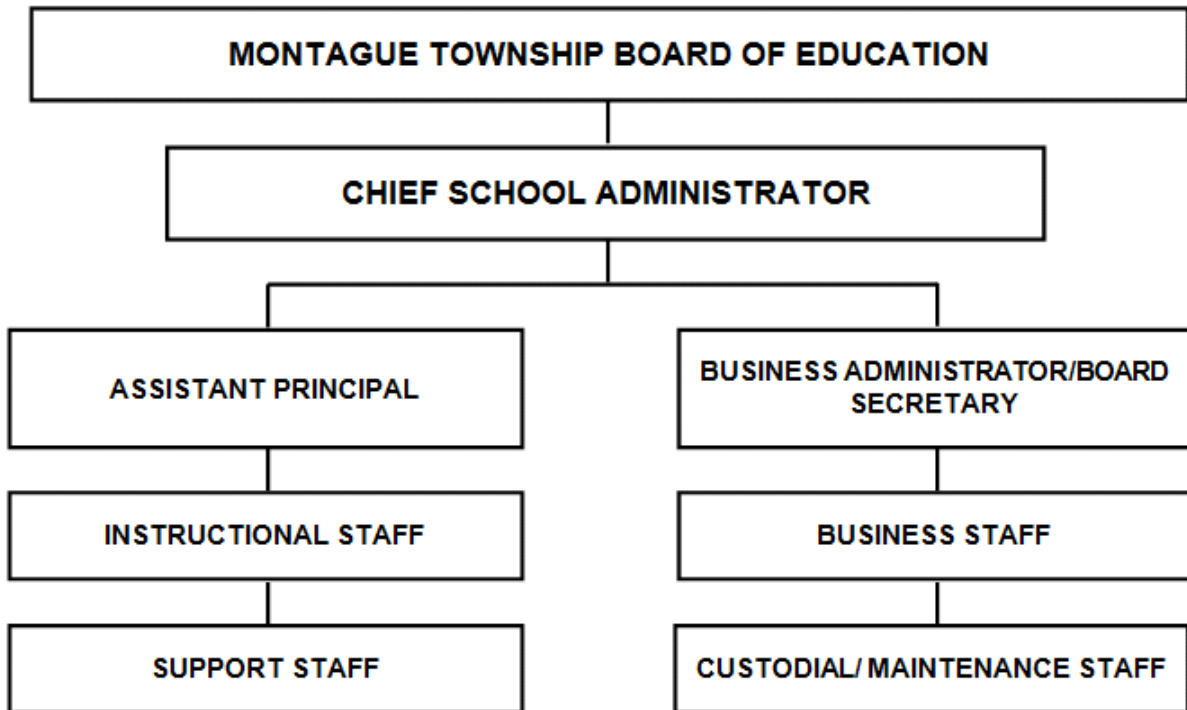 MONTAGUE TOWNSHIP BOARD OF EDUCATION
CHIEF SCHOOL ADMINISTRATOR
ASSISTANT PRINCIPAL
BUSINESS ADMINISTRATOR/BOARD
SECRETARY
INSTRUCTIONAL STAFF
BUSINESS STAFF
SUPPORT STAFF
CUSTODIAL/ MAINTENANCE STAFF